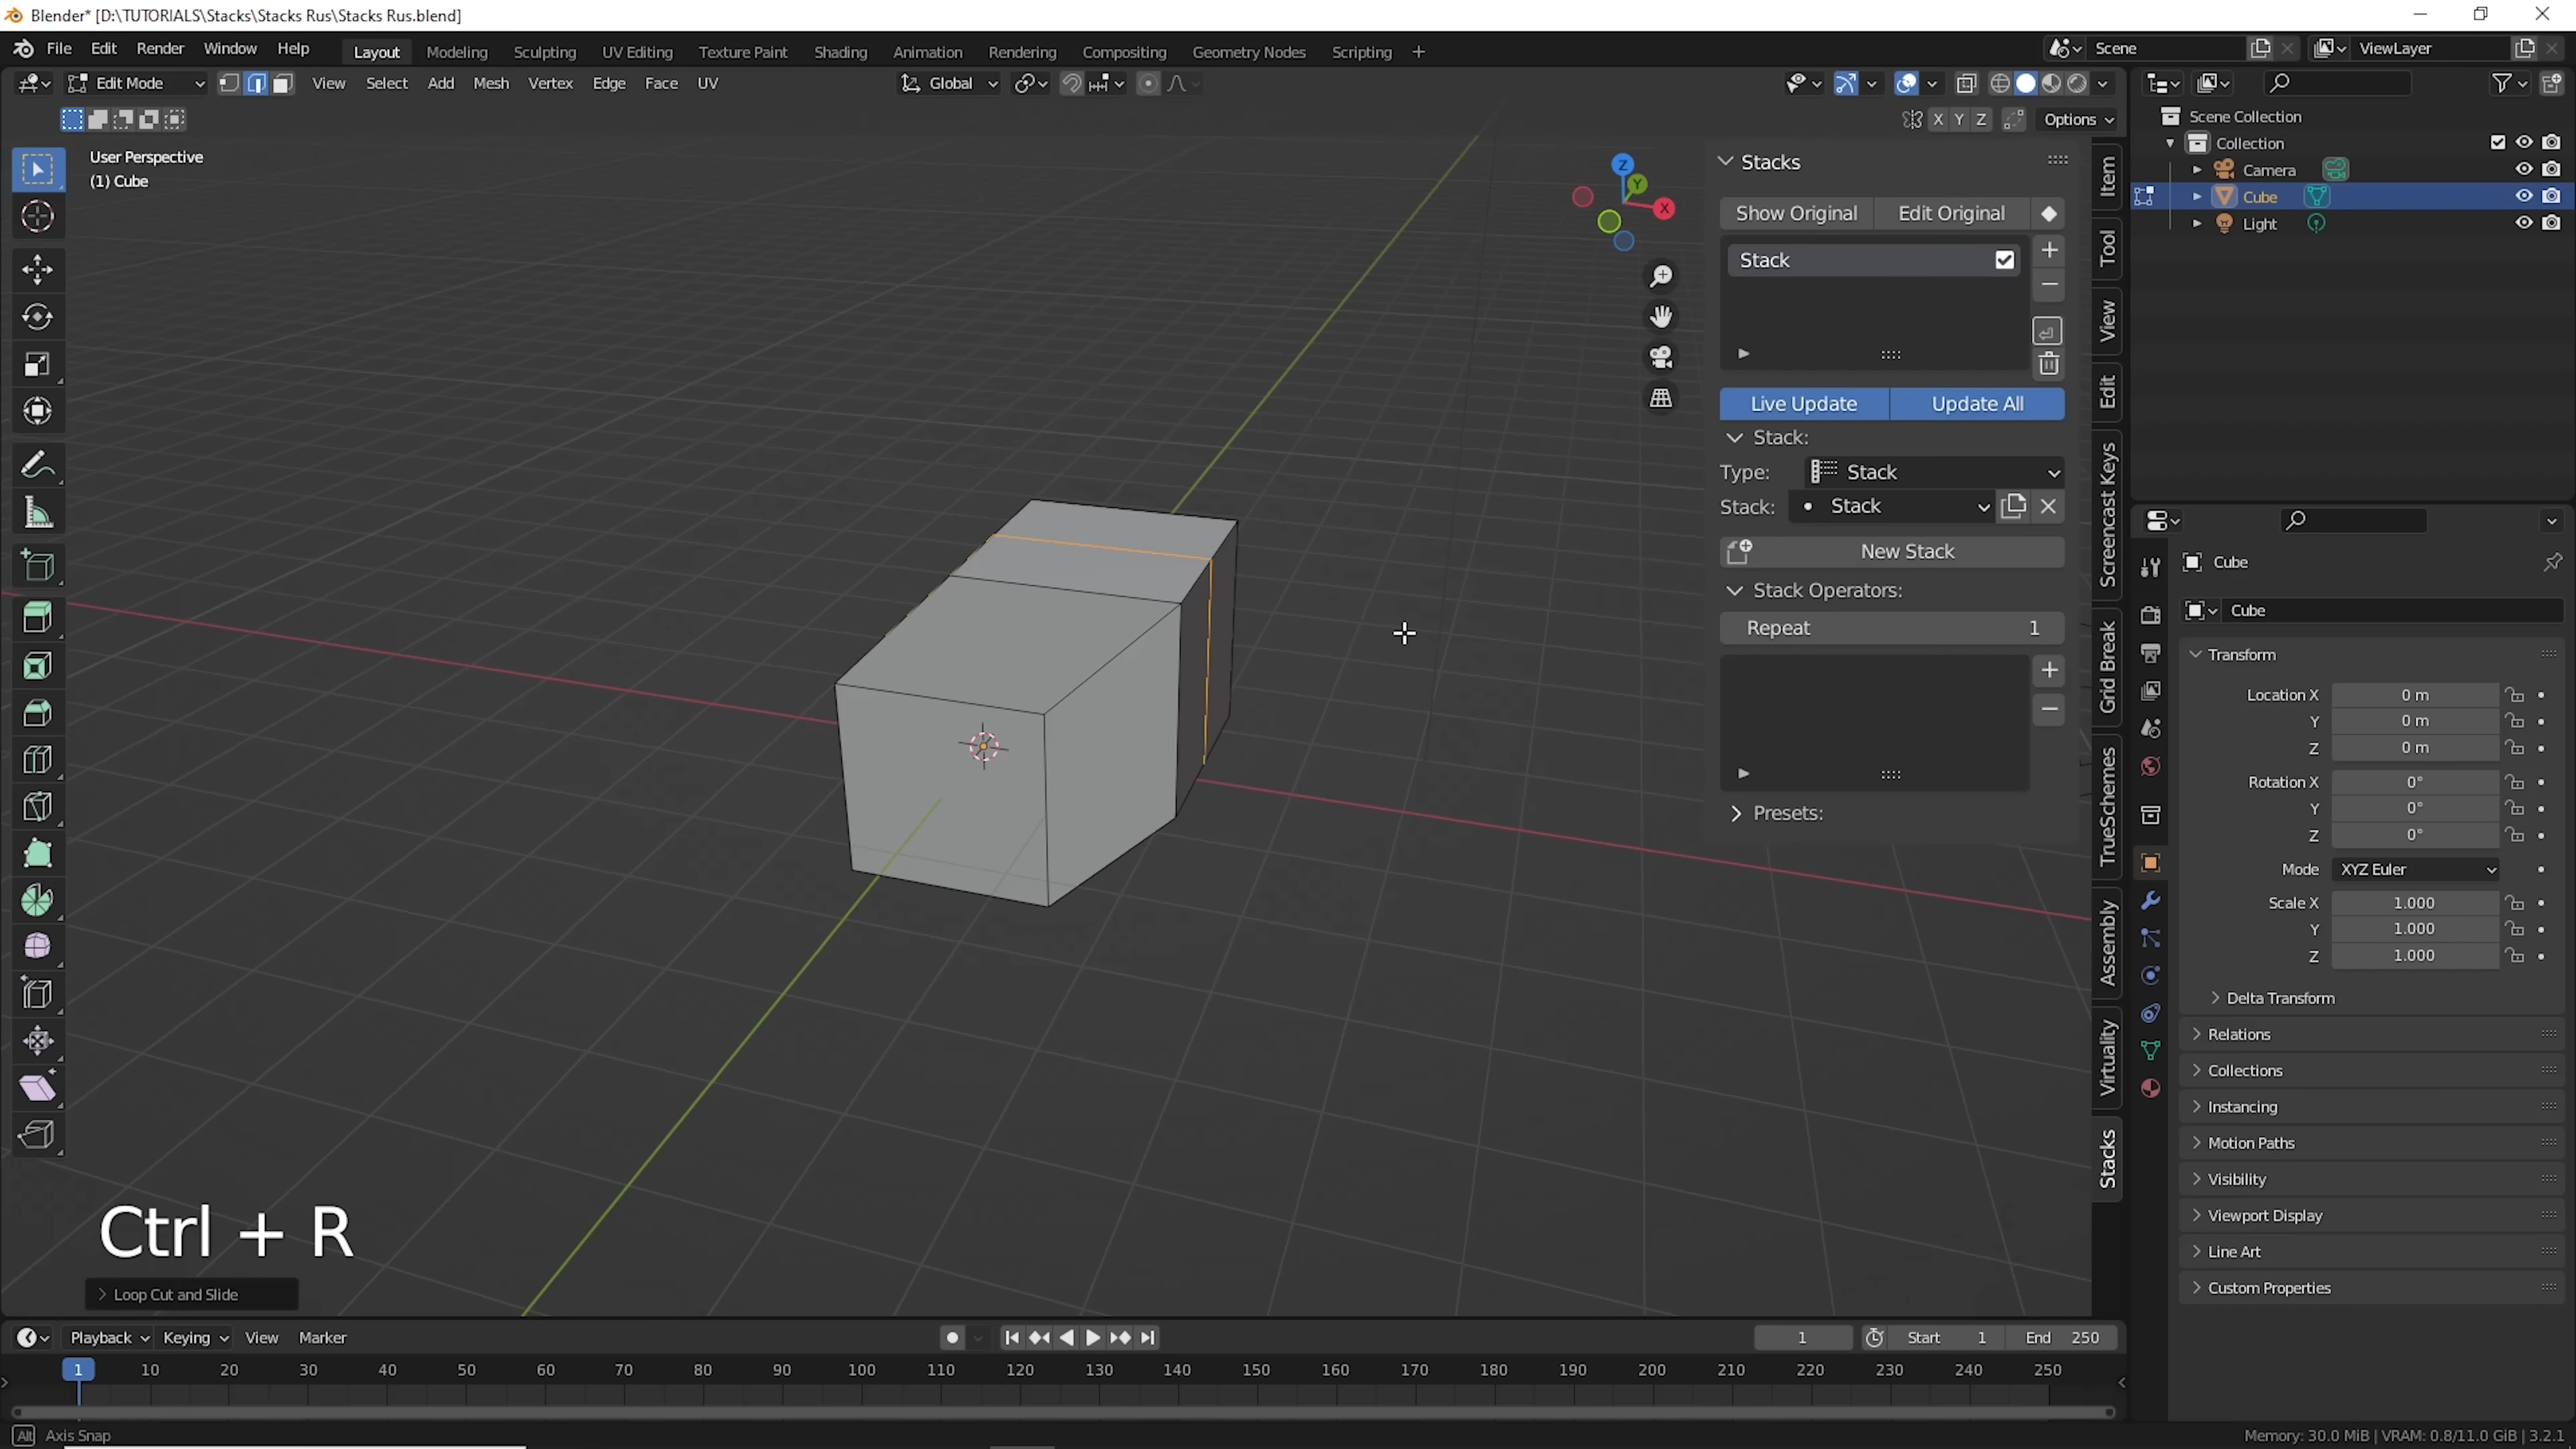 Blender* [D:\TUTORIALS\Stacks\Stacks Rus\Stacks Rus.blend]
File Edit Render Window Help Layout Modeling Sculpting UV Editing Texture Paint Shading Animation Rendering Compositing Geometry Nodes Scripting + Scene ViewLayer
Edit Mode View Select Add Mesh Vertex Edge Face UV Global
X Y Z Options
User Perspective
(1) Cube
Z
Y
X
Stacks
Show Original Edit Original
Stack
Live Update Update All
Stack:
Type: Stack
Stack: Stack
New Stack
Stack Operators:
Repeat 1
Presets:
Item
Tool
View
Edit
Screencast Keys
Grid Break
TrueSchemes
Assembly
Virtuality
Stacks
Scene Collection
Collection
Camera
Cube
Light
Cube
Cube
Transform
Location X 0 m
Y 0 m
Z 0 m
Rotation X 0°
Y 0°
Z 0°
Mode XYZ Euler
Scale X 1.000
Y 1.000
Z 1.000
Delta Transform
Relations
Collections
Instancing
Motion Paths
Visibility
Viewport Display
Line Art
Custom Properties
Ctrl + R
Loop Cut and Slide
Playback Keying View Marker 1 Start 1 End 250
1 10 20 30 40 50 60 70 80 90 100 110 120 130 140 150 160 170 180 190 200 210 220 230 240 250
Alt Axis Snap
Memory: 30.0 MiB | VRAM: 0.8/11.0 GiB | 3.2.1